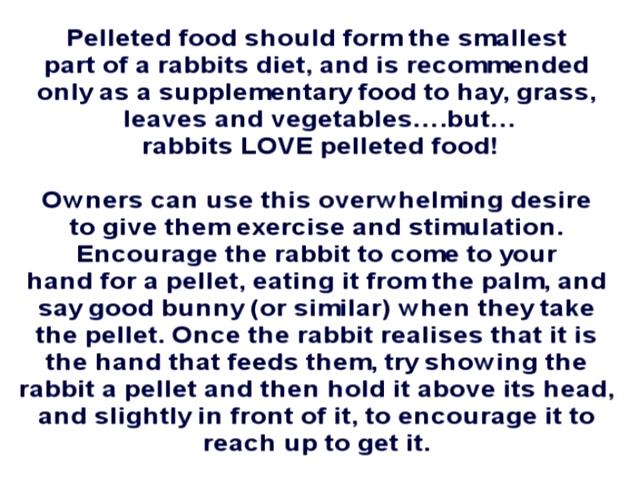 Pelleted food should form the smallest
part of a rabbits diet, and is recommended
only as a supplementary food to hay, grass,
leaves and vegetables....but...
rabbits LOVE pelleted food!
Owners can use this overwhelming desire
to give them exercise and stimulation.
Encourage the rabbit to come to your
hand for a pellet, eating it from the palm, and
say good bunny (or similar) when they take
the pellet. Once the rabbit realises that it is
the hand that feeds them, try showing the
rabbit a pellet and then hold it above its head,
and slightly in front of it, to encourage it to
reach up to get it.